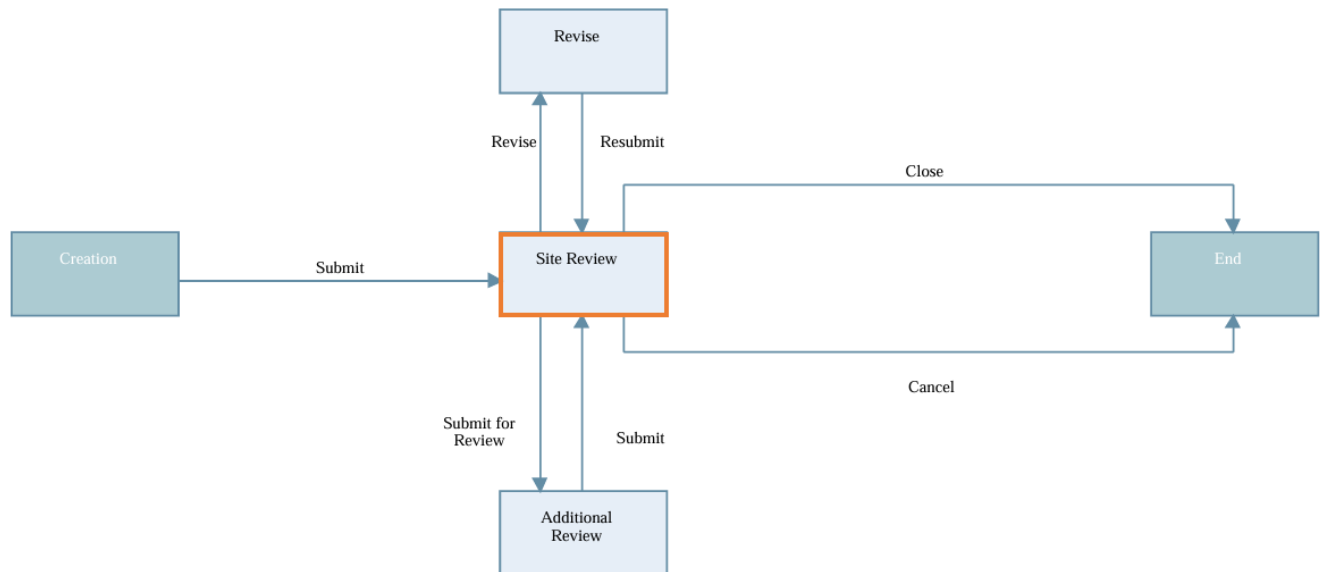 Revise
Revise
Resubmit
Close
Creation
Submit
Site Review
End
Cancel
Submit for
Review
Submit
Additional
Review